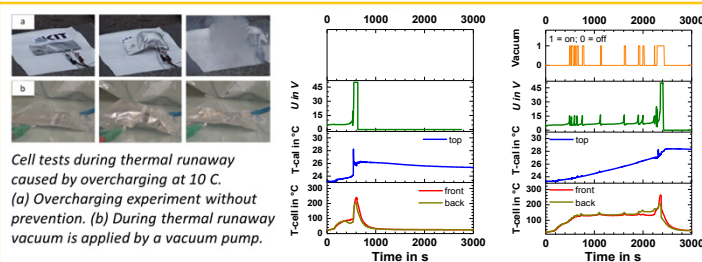 a
KIT
b
Cell tests during thermal runaway
caused by overcharging at 10 C.
(a) Overcharging experiment without
prevention. (b) During thermal runaway
vacuum is applied by a vacuum pump.
0 1000 2000 3000
U in V
45
30
15
0
T-cal in °C
30
28
26
24
top
T-cell in °C
300
200
100
front
back
0 1000 2000 3000
Time in s
0 1000 2000 3000
Vacuum
1 = on; 0 = off
1
0
U in V
45
30
15
0
T-cal in °C
30
28
26
24
top
T-cell in °C
300
200
100
front
back
0 1000 2000 3000
Time in s